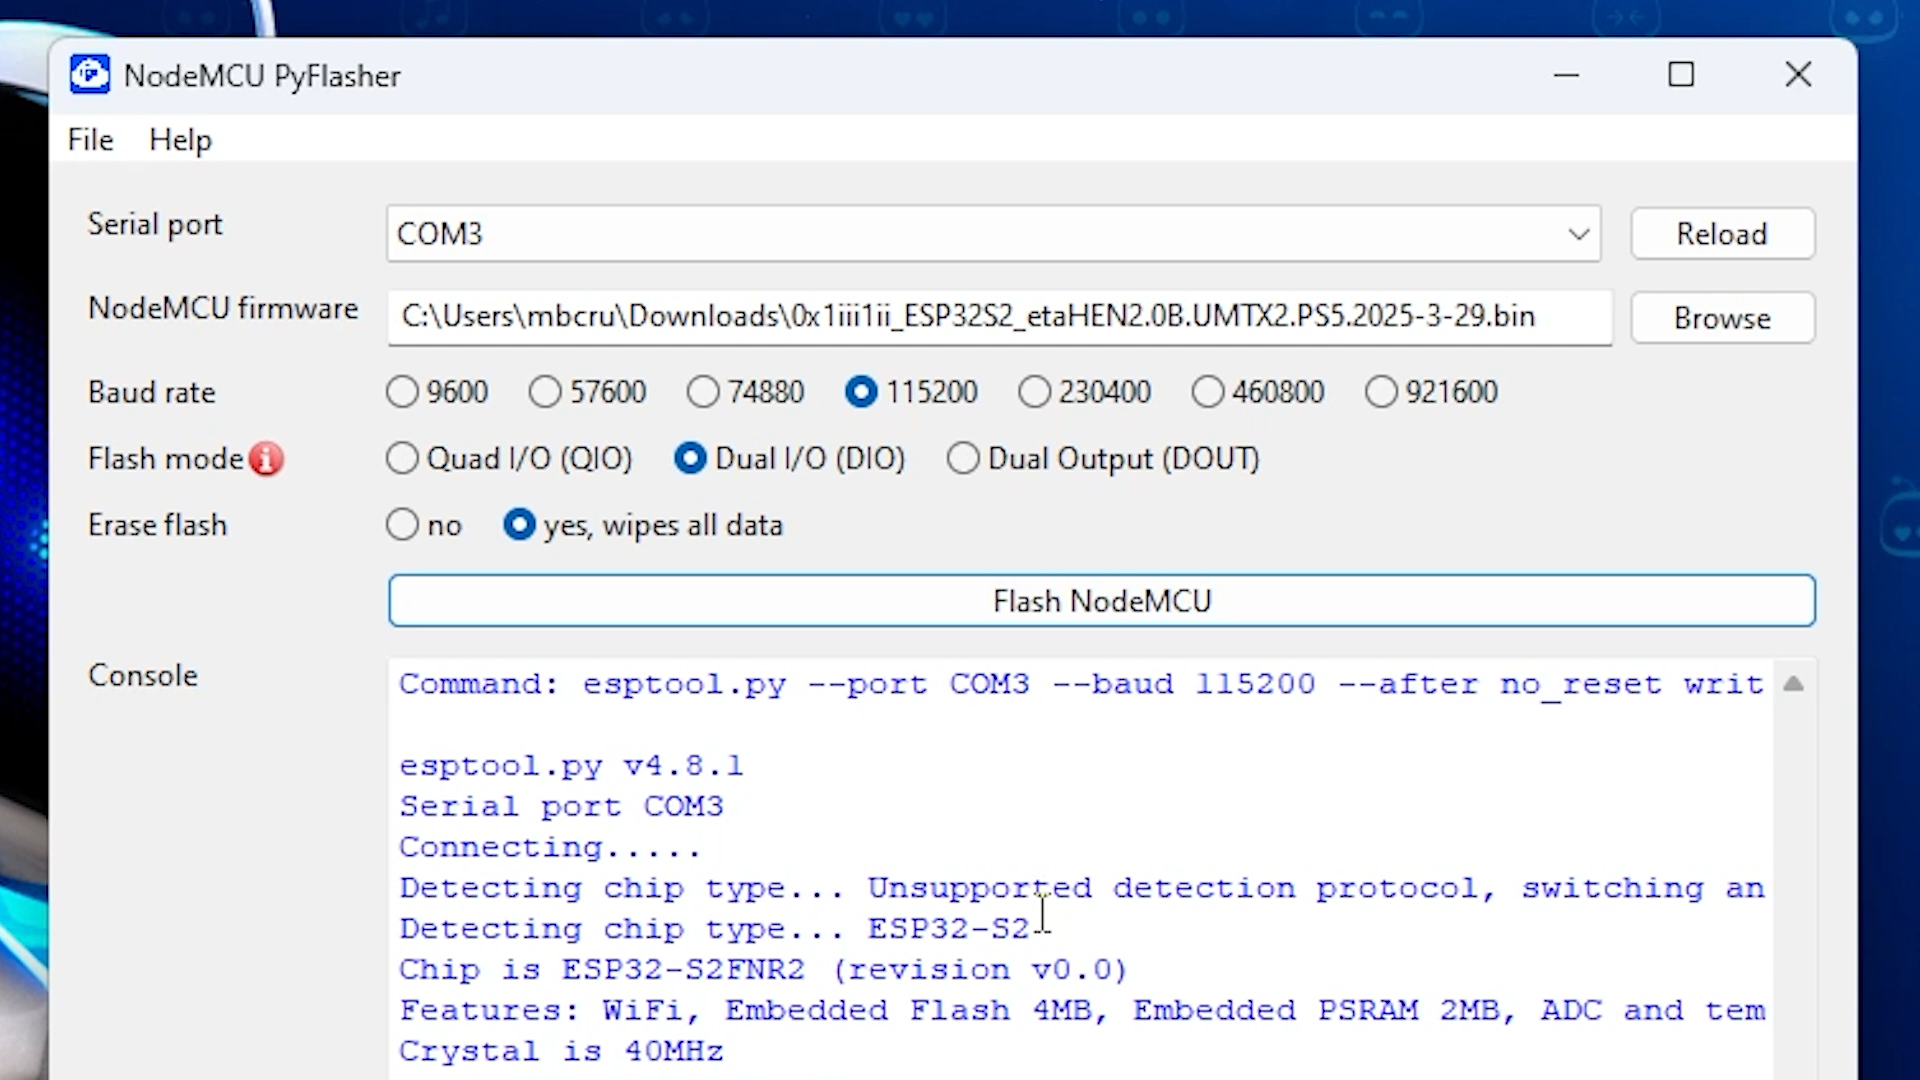 NodeMCU PyFlasher
File Help
Serial port COM3 Reload
NodeMCU firmware C:\Users\mbcru\Downloads\0x1iii1ii_ESP32S2_etaHEN2.0B.UMTX2.PS5.2025-3-29.bin Browse
Baud rate 9600 57600 74880 115200 230400 460800 921600
Flash mode Quad I/O (QIO) Dual I/O (DIO) Dual Output (DOUT)
Erase flash no yes, wipes all data
Flash NodeMCU
Console
Command: esptool.py --port COM3 --baud 115200 --after no_reset writ
esptool.py v4.8.1
Serial port COM3
Connecting.....
Detecting chip type... Unsupported detection protocol, switching an
Detecting chip type... ESP32-S2
Chip is ESP32-S2FNR2 (revision v0.0)
Features: WiFi, Embedded Flash 4MB, Embedded PSRAM 2MB, ADC and tem
Crystal is 40MHz